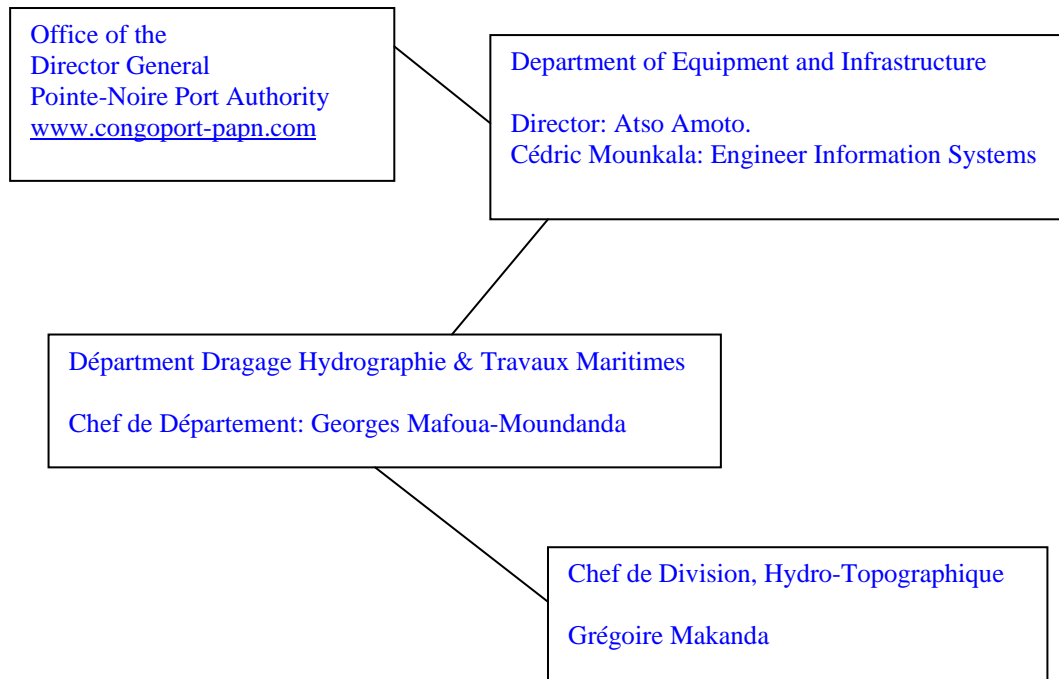 Office of the
Director General
Pointe-Noire Port Authority
www.congoport-papn.com
Department of Equipment and Infrastructure
Director: Atso Amoto.
Cédric Mounkala: Engineer Information Systems
Départment Dragage Hydrographie & Travaux Maritimes
Chef de Département: Georges Mafoua-Moundanda
Chef de Division, Hydro-Topographique
Grégoire Makanda